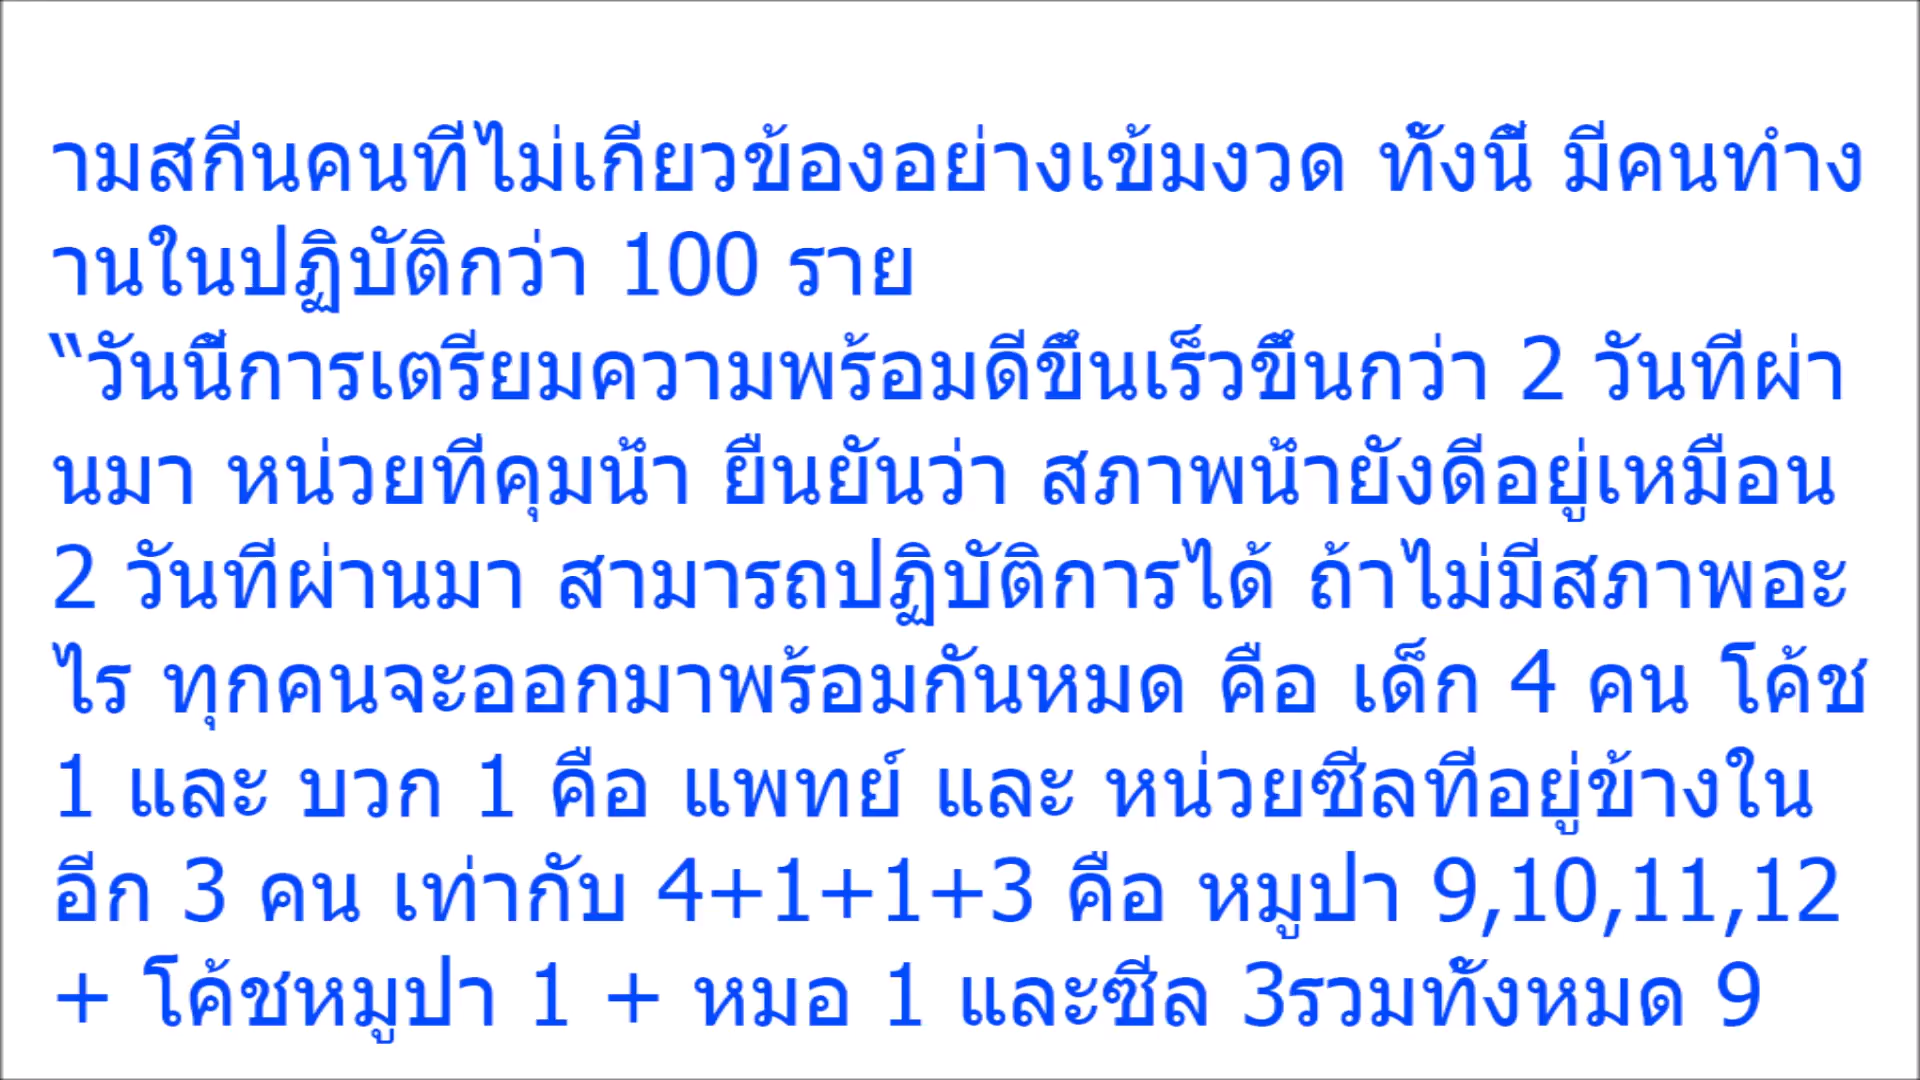 ามสกีนคนที่ไม่เกี่ยวข้องอย่างเข้มงวด ทั้งนี้ มีคนทำง
านในปฏิบัติกว่า 100 ราย
“วันนี้การเตรียมความพร้อมดีขึ้นเร็วขึ้นกว่า 2 วันที่ผ่า
นมา หน่วยที่คุมน้ำ ยืนยันว่า สภาพน้ำยังดีอยู่เหมือน
2 วันที่ผ่านมา สามารถปฏิบัติการได้ ถ้าไม่มีสภาพอะ
ไร ทุกคนจะออกมาพร้อมกันหมด คือ เด็ก 4 คน โค้ช
1 และ บวก 1 คือ แพทย์ และ หน่วยซีลที่อยู่ข้างใน
อีก 3 คน เท่ากับ 4+1+1+3 คือ หมูป่า 9,10,11,12
+ โค้ชหมูป่า 1 + หมอ 1 และซีล 3รวมทั้งหมด 9